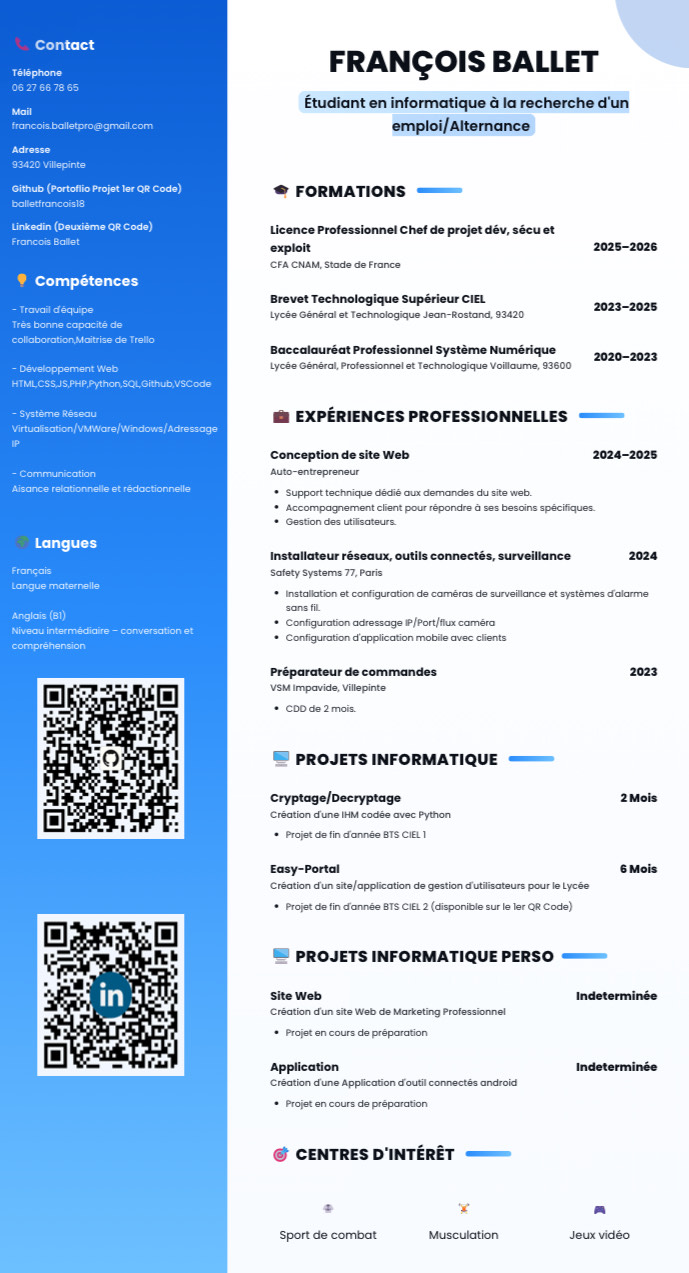 Contact
Téléphone
06 27 66 78 65
Mail
francois.balletpro@gmail.com
Adresse
93420 Villepinte
Github (Portoflio Projet 1er QR Code)
balletfrancois18
Linkedin (Deuxième QR Code)
Francois Ballet
Compétences
- Travail d'équipe
Très bonne capacité de
collaboration,Maitrise de Trello
- Développement Web
HTML,CSS,JS,PHP,Python,SQL,Github,VSCode
- Système Réseau
Virtualisation/VMWare/Windows/Adressage
IP
- Communication
Aisance relationnelle et rédactionnelle
Langues
Français
Langue maternelle
Anglais (B1)
Niveau intermédiaire – conversation et
compréhension
in
FRANÇOIS BALLET
Étudiant en informatique à la recherche d'un
emploi/Alternance
FORMATIONS
Licence Professionnel Chef de projet dév, sécu et
exploit
2025–2026
CFA CNAM, Stade de France
Brevet Technologique Supérieur CIEL
2023–2025
Lycée Général et Technologique Jean-Rostand, 93420
Baccalauréat Professionnel Système Numérique
2020–2023
Lycée Général, Professionnel et Technologique Voillaume, 93600
EXPÉRIENCES PROFESSIONNELLES
Conception de site Web 2024–2025
Auto-entrepreneur
• Support technique dédié aux demandes du site web.
• Accompagnement client pour répondre à ses besoins spécifiques.
• Gestion des utilisateurs.
Installateur réseaux, outils connectés, surveillance 2024
Safety Systems 77, Paris
• Installation et configuration de caméras de surveillance et systèmes d'alarme
sans fil.
• Configuration adressage IP/Port/flux caméra
• Configuration d'application mobile avec clients
Préparateur de commandes 2023
VSM Impavide, Villepinte
• CDD de 2 mois.
PROJETS INFORMATIQUE
Cryptage/Decryptage 2 Mois
Création d'une IHM codée avec Python
• Projet de fin d'année BTS CIEL 1
Easy-Portal 6 Mois
Création d'un site/application de gestion d'utilisateurs pour le Lycée
• Projet de fin d'année BTS CIEL 2 (disponible sur le 1er QR Code)
PROJETS INFORMATIQUE PERSO
Site Web Indeterminée
Création d'un site Web de Marketing Professionnel
• Projet en cours de préparation
Application Indeterminée
Création d'une Application d'outil connectés android
• Projet en cours de préparation
CENTRES D'INTÉRÊT
Sport de combat Musculation Jeux vidéo